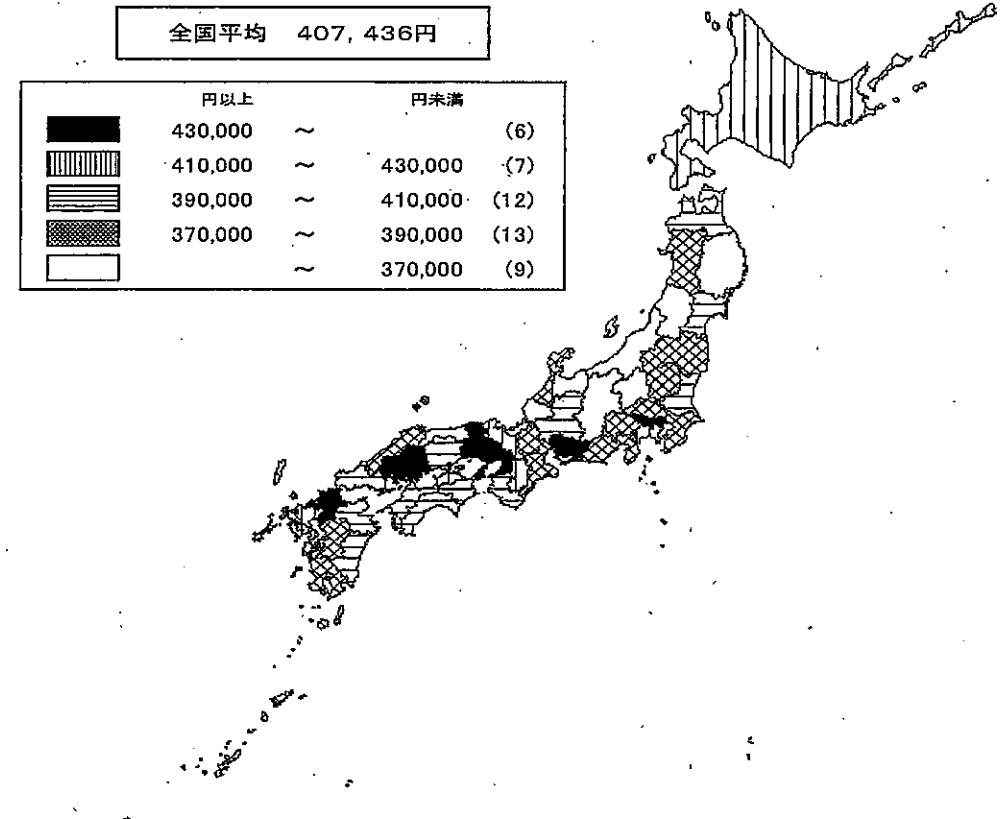 全国平均 407,436円
円以上 円未満
430,000 ～ (6)
410,000 ～ 430,000 (7)
390,000 ～ 410,000 (12)
370,000 ～ 390,000 (13)
～ 370,000 (9)